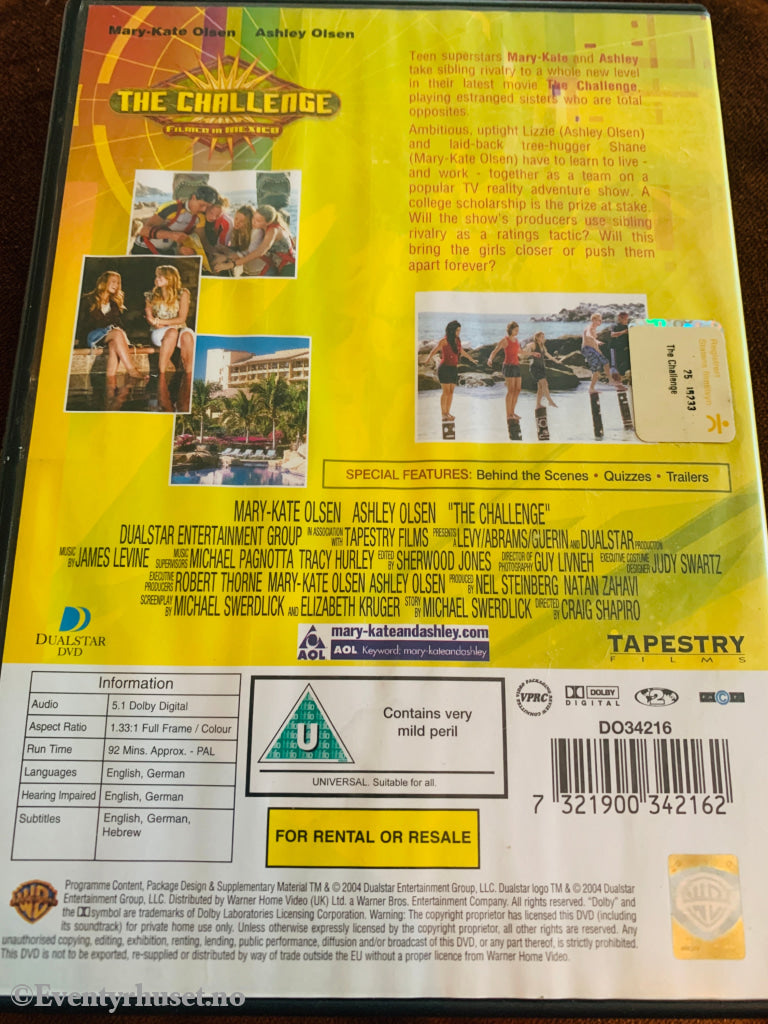 Mary-Kate Olsen Ashley Olsen
THE CHALLENGE
FILMED IN MEXICO
Teen superstars Mary-Kate and Ashley
take sibling rivalry to a whole new level
in their latest movie The Challenge,
playing estranged sisters who are total
opposites.
Ambitious, uptight Lizzie (Ashley Olsen)
and laid-back tree-hugger Shane
(Mary-Kate Olsen) have to learn to live -
and work - together as a team on a
popular TV reality adventure show. A
college scholarship is the prize at stake.
Will the show's producers use sibling
rivalry as a ratings tactic? Will this
bring the girls closer or push them
apart forever?
Registrert
Statens filmtilsyn
25 19233
The Challenge
SPECIAL FEATURES: Behind the Scenes • Quizzes • Trailers
MARY-KATE OLSEN ASHLEY OLSEN "THE CHALLENGE"
DUALSTAR ENTERTAINMENT GROUP IN ASSOCIATION WITH TAPESTRY FILMS PRESENTS A LEVY/ABRAMS/GUERIN AND DUALSTAR PRODUCTION
MUSIC BY JAMES LEVINE MUSIC SUPERVISORS MICHAEL PAGNOTTA TRACY HURLEY EDITED BY SHERWOOD JONES DIRECTOR OF PHOTOGRAPHY GUY LIVNEH EXECUTIVE COSTUME DESIGNER JUDY SWARTZ
EXECUTIVE PRODUCERS ROBERT THORNE MARY-KATE OLSEN ASHLEY OLSEN PRODUCED BY NEIL STEINBERG NATAN ZAHAVI
SCREENPLAY BY MICHAEL SWERDLICK AND ELIZABETH KRUGER STORY BY MICHAEL SWERDLICK DIRECTED BY CRAIG SHAPIRO
DUALSTAR
DVD
mary-kateandashley.com
AOL AOL Keyword: mary-kateandashley
TAPESTRY
FILMS
Information
Audio 5.1 Dolby Digital
Aspect Ratio 1.33:1 Full Frame / Colour
Run Time 92 Mins. Approx. - PAL
Languages English, German
Hearing Impaired English, German
Subtitles English, German,
Hebrew
U
Contains very
mild peril
UNIVERSAL. Suitable for all.
FOR RENTAL OR RESALE
VPRC
DOLBY
DIGITAL
2
DO34216
7 321900 342162
Programme Content, Package Design & Supplementary Material TM & © 2004 Dualstar Entertainment Group, LLC. Dualstar logo TM & © 2004 Dualstar
Entertainment Group, LLC. Distributed by Warner Home Video (UK) Ltd. a Warner Bros. Entertainment Company. All rights reserved. "Dolby" and
the DD symbol are trademarks of Dolby Laboratories Licensing Corporation. Warning: The copyright proprietor has licensed this DVD (including
its soundtrack) for private home use only. Unless otherwise expressly licensed by the copyright proprietor, all other rights are reserved. Any
unauthorised copying, editing, exhibition, renting, lending, public performance, diffusion and/or broadcast of this DVD, or any part thereof, is strictly prohibited.
This DVD is not to be exported, re-supplied or distributed by way of trade outside the EU without a proper licence from Warner Home Video.
©Eventyrhuset.no